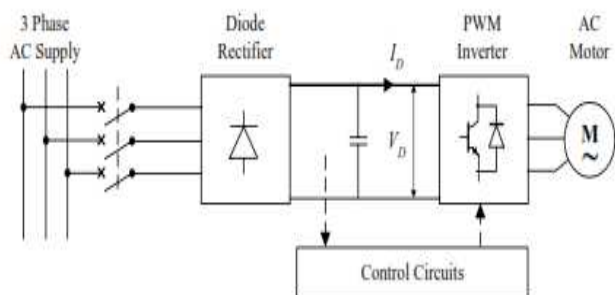 3 Phase
AC Supply
Diode
Rectifier
I_D
PWM
Inverter
AC
Motor
V_D
M
~
Control Circuits